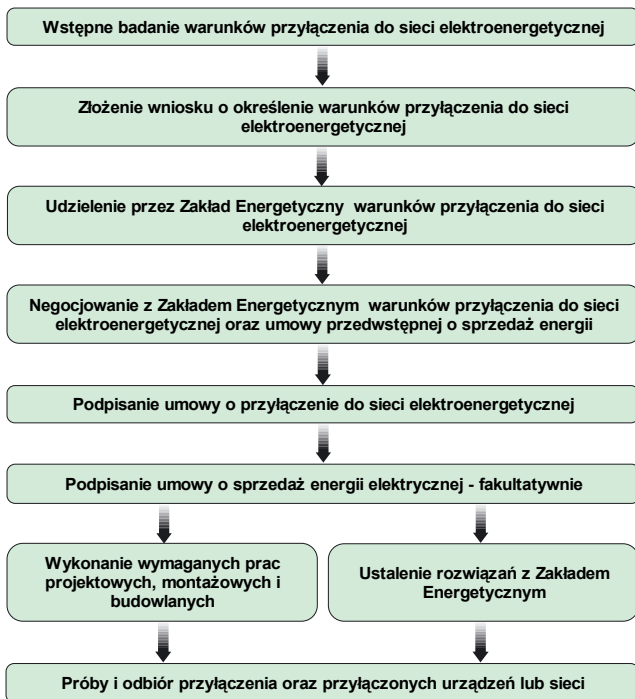 Wstępne badanie warunków przyłączenia do sieci elektroenergetycznej
Złożenie wniosku o określenie warunków przyłączenia do sieci
elektroenergetycznej
Udzielenie przez Zakład Energetyczny warunków przyłączenia do sieci
elektroenergetycznej
Negocjowanie z Zakładem Energetycznym warunków przyłączenia do sieci
elektroenergetycznej oraz umowy przedwstępnej o sprzedaż energii
Podpisanie umowy o przyłączenie do sieci elektroenergetycznej
Podpisanie umowy o sprzedaż energii elektrycznej - fakultatywnie
Wykonanie wymaganych prac
projektowych, montażowych i
budowlanych
Ustalenie rozwiązań z Zakładem
Energetycznym
Próby i odbiór przyłączenia oraz przyłączonych urządzeń lub sieci